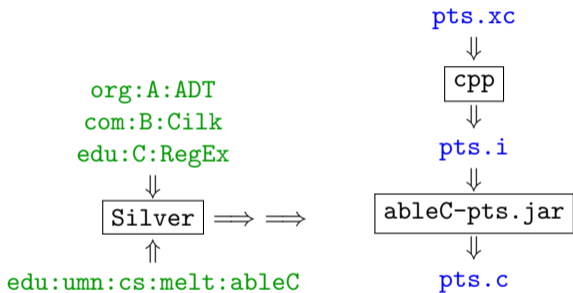 org:A:ADT
com:B:Cilk
edu:C:RegEx
Silver
edu:umn:cs:melt:ableC
pts.xc
cpp
pts.i
ableC-pts.jar
pts.c